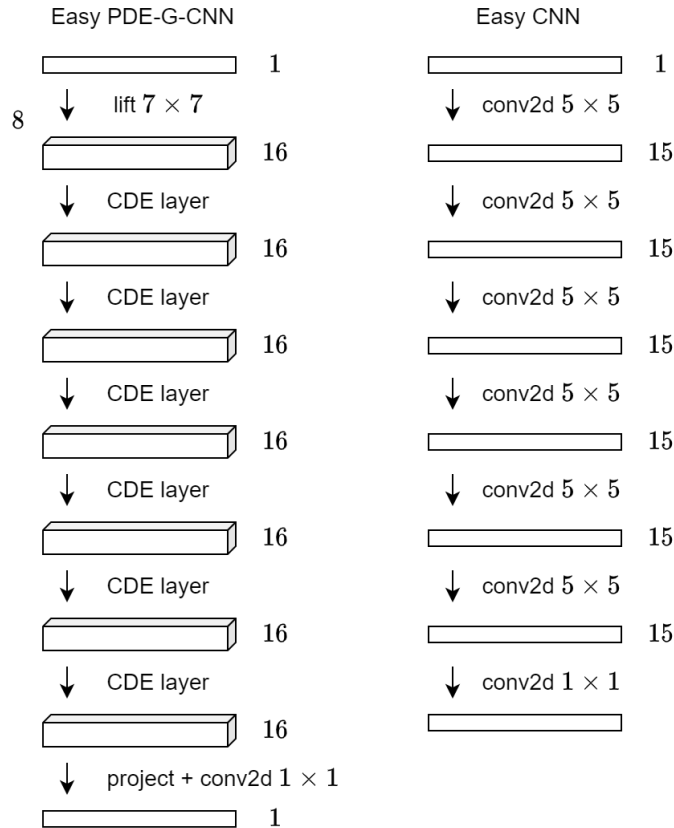 Easy PDE-G-CNN
1
lift 7 × 7
8
16
CDE layer
16
CDE layer
16
CDE layer
16
CDE layer
16
CDE layer
16
CDE layer
16
project + conv2d 1 × 1
1
Easy CNN
1
conv2d 5 × 5
15
conv2d 5 × 5
15
conv2d 5 × 5
15
conv2d 5 × 5
15
conv2d 5 × 5
15
conv2d 5 × 5
15
conv2d 1 × 1